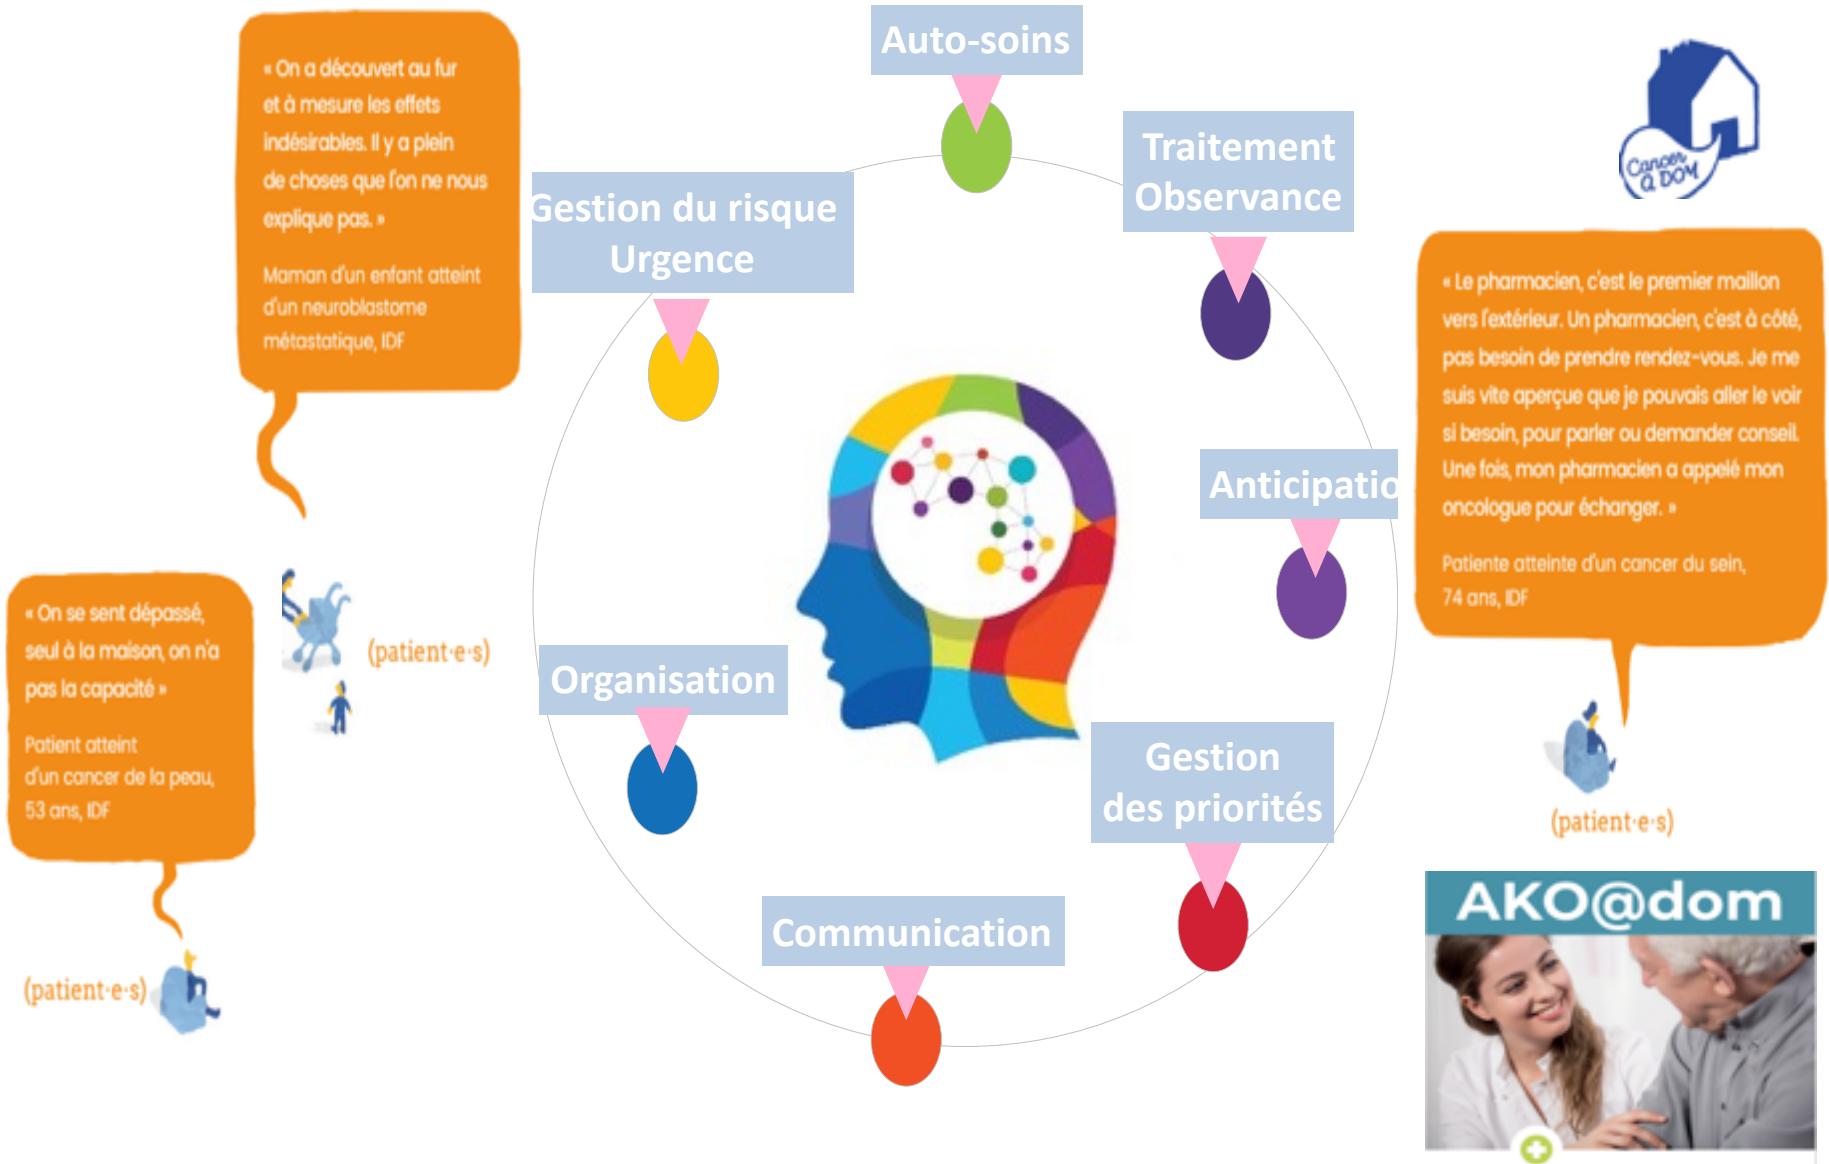 Auto-soins
Traitement
Observance
Gestion du risque
Urgence
Anticipatio
Organisation
Gestion
des priorités
Communication
« On a découvert au fur
et à mesure les effets
indésirables. Il y a plein
de choses que l'on ne nous
explique pas. »
Maman d'un enfant atteint
d'un neuroblastome
métastatique, IDF
(patient·e·s)
« On se sent dépassé,
seul à la maison, on n'a
pas la capacité »
Patient atteint
d'un cancer de la peau,
53 ans, IDF
(patient·e·s)
Cancer
à DOM
« Le pharmacien, c'est le premier maillon
vers l'extérieur. Un pharmacien, c'est à côté,
pas besoin de prendre rendez-vous. Je me
suis vite aperçue que je pouvais aller le voir
si besoin, pour parler ou demander conseil.
Une fois, mon pharmacien a appelé mon
oncologue pour échanger. »
Patiente atteinte d'un cancer du sein,
74 ans, IDF
(patient·e·s)
AKO@dom